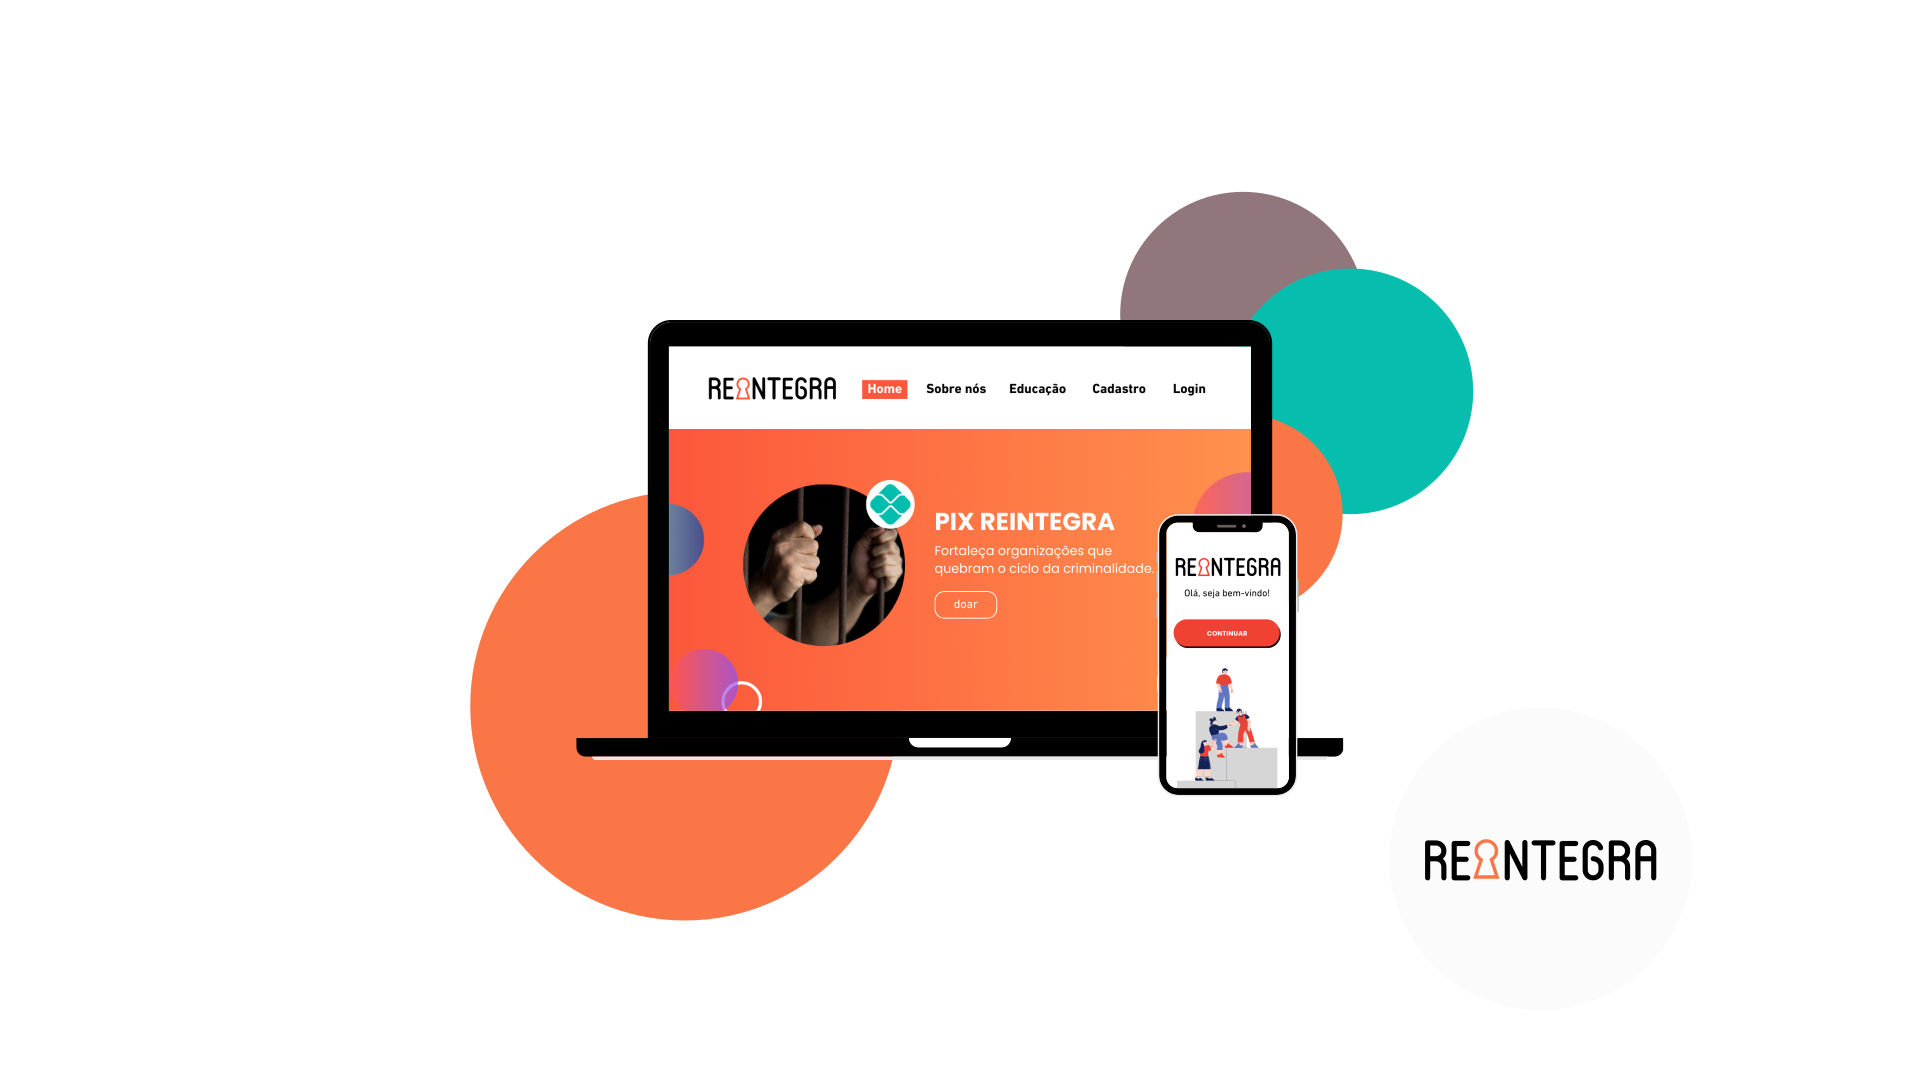 REINTEGRA
Home Sobre nós Educação Cadastro Login
PIX REINTEGRA
Fortaleça organizações que
quebram o ciclo da criminalidade.
doar
REINTEGRA
Olá, seja bem-vindo!
CONTINUAR
REINTEGRA